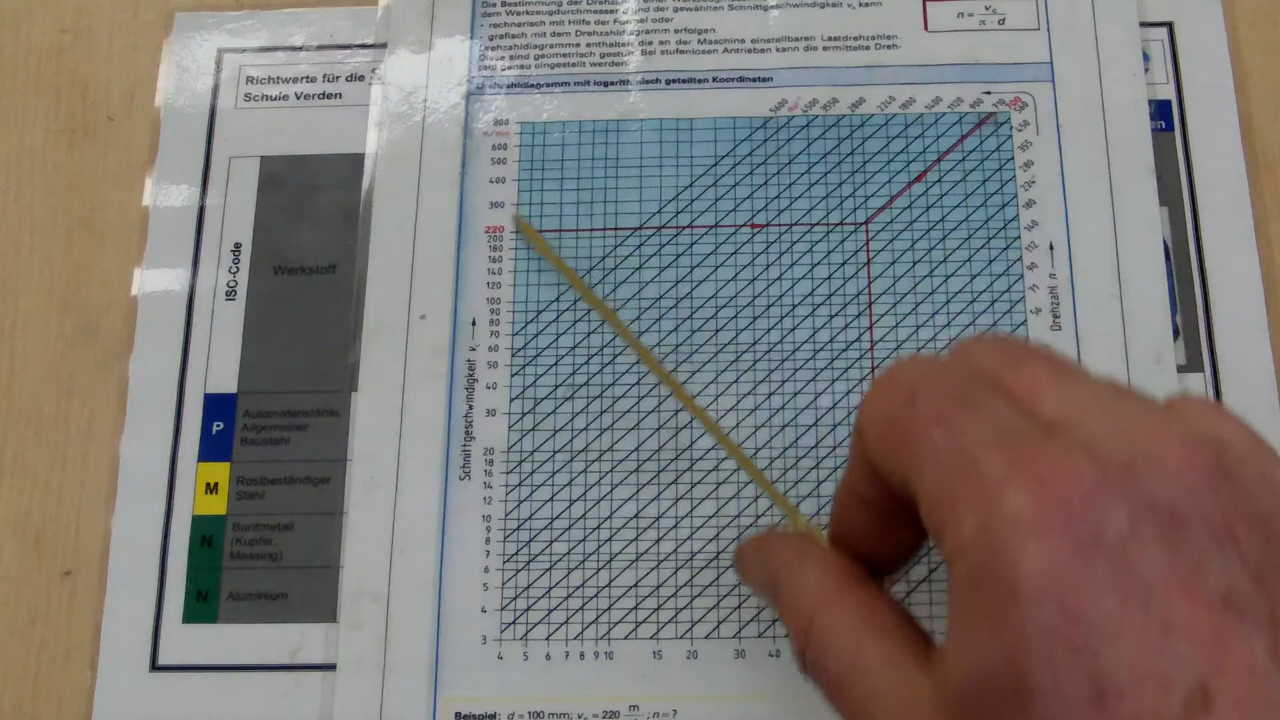 Die Bestimmung der
dem Werkzeugdurchmesser d und der gewählten Schnittgeschwindigkeit vc kann
- rechnerisch mit Hilfe der Formel oder
- grafisch mit dem Drehzahldiagramm erfolgen.
Drehzahldiagramme enthalten die an der Maschine einstellbaren Lastdrehzahlen.
Diese sind geometrisch gestuft. Bei stufenlosen Antrieben kann die ermittelte Dreh-
zahl genau eingestellt werden.
n = vc / π · d
Drehzahldiagramm mit logarithmisch geteilten Koordinaten
Richtwerte für die
Schule Verden
ISO-Code
Werkstoff
P
Automatenstähle,
Allgemeiner
Baustahl
M
Rostbeständiger
Stahl
N
Buntmetall
(Kupfer,
Messing)
N
Aluminium
5600 4500 3550 2800 2240 1800 1400 1120 900 710
450
355
280
224
180
140
112
90
Drehzahl n
Schnittgeschwindigkeit vc
800
m/min
600
500
400
300
220
200
180
160
140
120
100
90
80
70
60
50
40
30
20
18
16
14
12
10
9
8
7
6
5
4
3
4 5 6 7 8 9 10 15 20 30 40
Beispiel: d = 100 mm; vc = 220 m ; n = ?